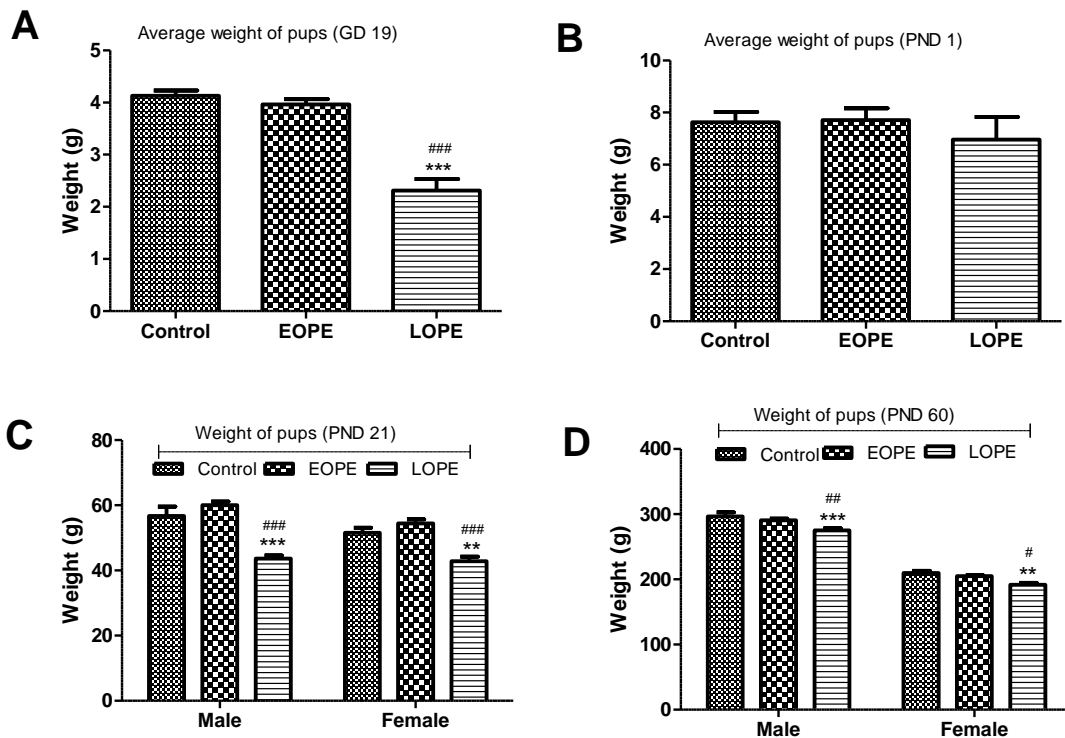 A
Average weight of pups (GD 19)
Weight (g)
5
4
3
2
1
0
###
***
Control EOPE LOPE
B
Average weight of pups (PND 1)
Weight (g)
10
8
6
4
2
0
Control EOPE LOPE
C
Weight of pups (PND 21)
Control EOPE LOPE
Weight (g)
80
60
40
20
0
###
***
###
**
Male Female
D
Weight of pups (PND 60)
Control EOPE LOPE
Weight (g)
400
300
200
100
0
##
***
#
**
Male Female